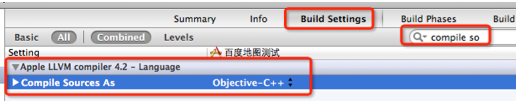 Summary Info Build Settings Build Phases Build
Basic All Combined Levels compile so
Setting 百度地图测试
Apple LLVM compiler 4.2 - Language
Compile Sources As Objective-C++